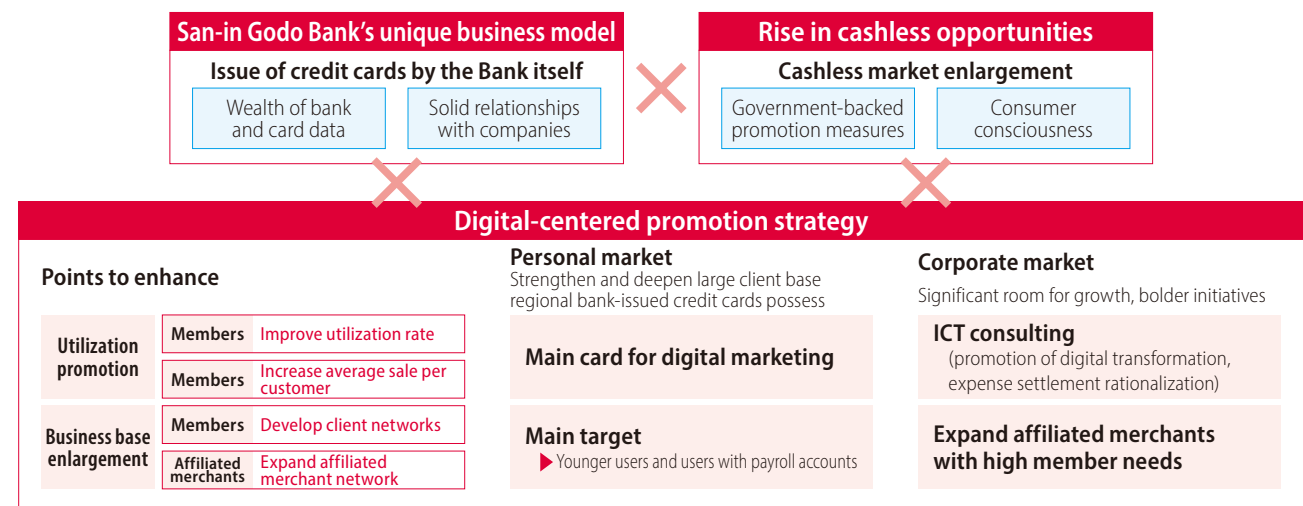 San-in Godo Bank's unique business model
Issue of credit cards by the Bank itself
Wealth of bank
and card data
Solid relationships
with companies
Rise in cashless opportunities
Cashless market enlargement
Government-backed
promotion measures
Consumer
consciousness
Digital-centered promotion strategy
Points to enhance
Utilization
promotion
Members Improve utilization rate
Members Increase average sale per
customer
Business base
enlargement
Members Develop client networks
Affiliated
merchants
Expand affiliated
merchant network
Personal market
Strengthen and deepen large client base
regional bank-issued credit cards possess
Main card for digital marketing
Main target
▶Younger users and users with payroll accounts
Corporate market
Significant room for growth, bolder initiatives
ICT consulting
(promotion of digital transformation,
expense settlement rationalization)
Expand affiliated merchants
with high member needs